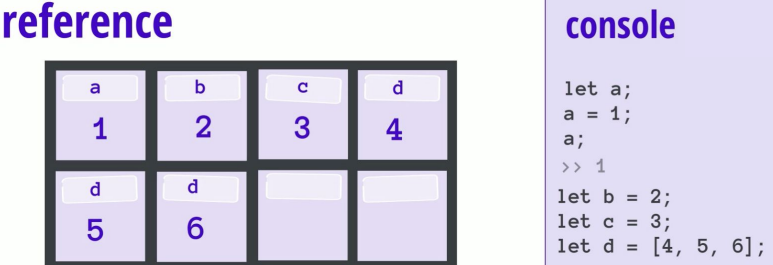 reference
a b c d
1 2 3 4
d d
5 6
console
let a;
a = 1;
a;
>> 1
let b = 2;
let c = 3;
let d = [4, 5, 6];